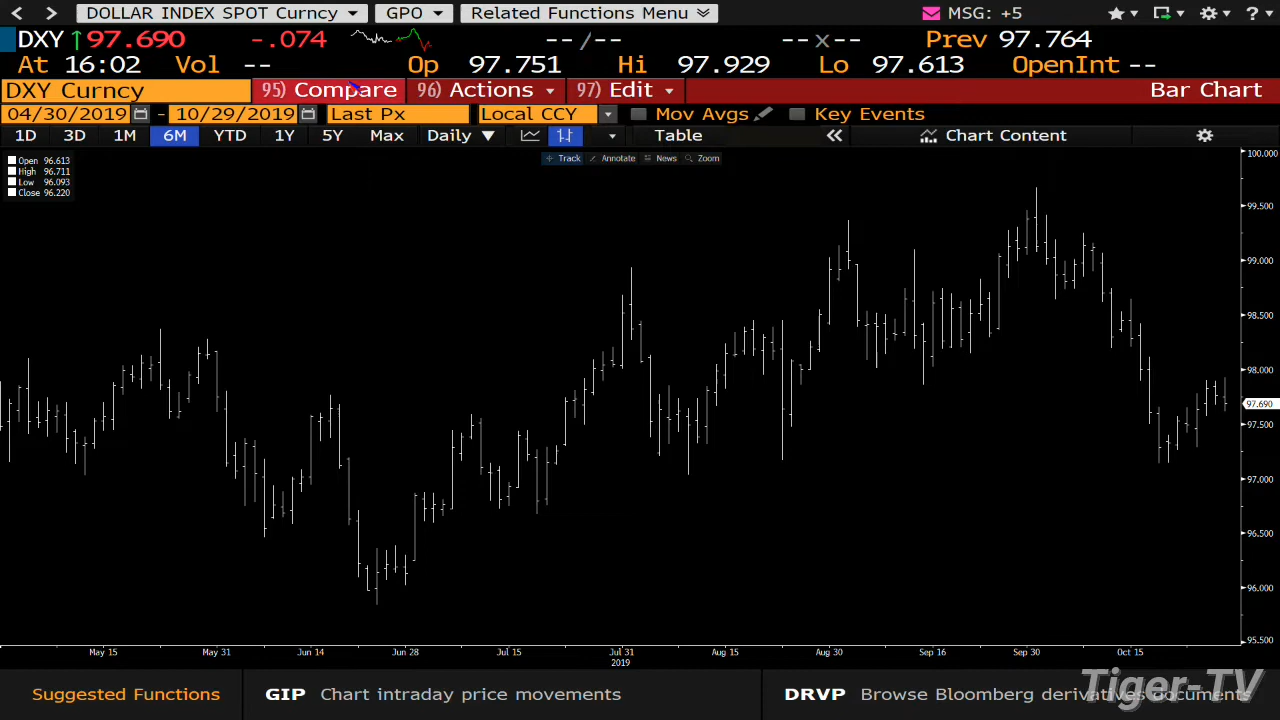 DOLLAR INDEX SPOT Curncy GPO Related Functions Menu MSG: +5
DXY ↑97.690 -.074 --/-- --x-- Prev 97.764
At 16:02 Vol -- Op 97.751 Hi 97.929 Lo 97.613 OpenInt --
DXY Curncy 95) Compare 96) Actions 97) Edit Bar Chart
04/30/2019 - 10/29/2019 Last Px Local CCY Mov Avgs Key Events
1D 3D 1M 6M YTD 1Y 5Y Max Daily ▼ Table « Chart Content
Track Annotate News Zoom
Open 96.613
High 96.711
Low 96.093
Close 96.220
100.000
99.500
99.000
98.500
98.000
97.690
97.500
97.000
96.500
96.000
95.500
May 15 May 31 Jun 14 Jun 28 Jul 15 Jul 31 Aug 15 Aug 30 Sep 16 Sep 30 Oct 15
2019
Suggested Functions GIP Chart intraday price movements DRVP Browse Bloomberg derivatives documents
Tiger-TV